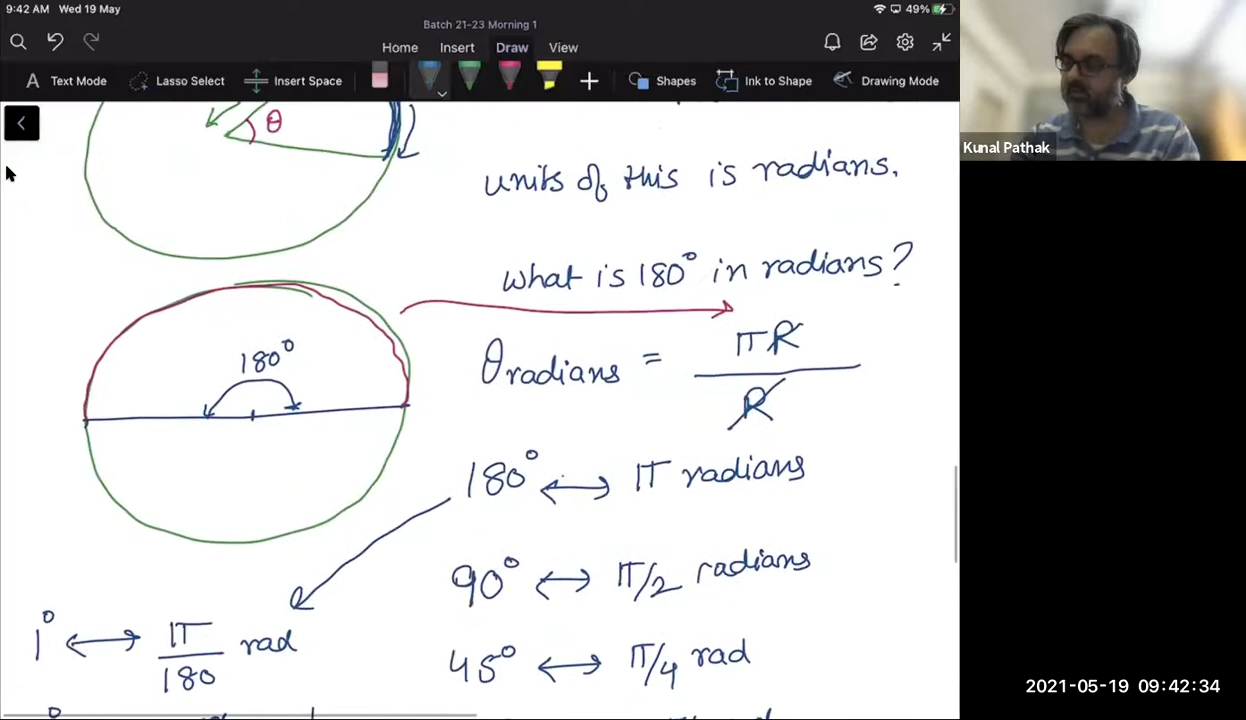 9:42 AM Wed 19 May
49%
Batch 21-23 Morning 1
Home Insert Draw View
Text Mode Lasso Select Insert Space Shapes Ink to Shape Drawing Mode
Kunal Pathak
θ
units of this is radians.
What is 180° in radians?
180°
θradians = πR
R
180° ↔ π radians
90° ↔ π/2 radians
1° ↔ π rad
180
45° ↔ π/4 rad
2021-05-19 09:42:34